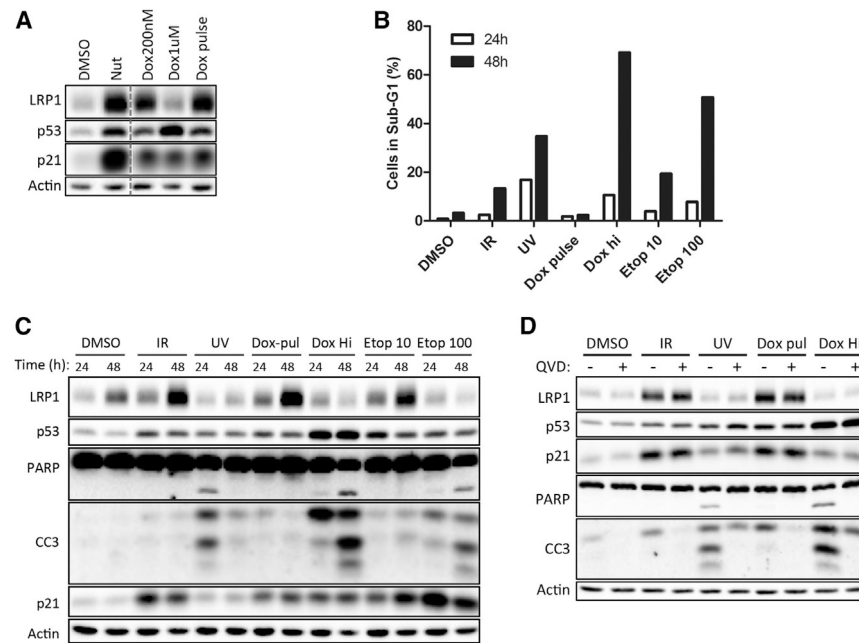 A
DMSO
Nut
Dox200nM
Dox1uM
Dox pulse
LRP1
p53
p21
Actin
B
Cells in Sub-G1 (%)
80
60
40
20
0
24h
48h
DMSO
IR
UV
Dox pulse
Dox hi
Etop 10
Etop 100
C
DMSO IR UV Dox-pul Dox Hi Etop 10 Etop 100
Time (h): 24 48 24 48 24 48 24 48 24 48 24 48 24 48
LRP1
p53
PARP
CC3
p21
Actin
D
DMSO IR UV Dox pul Dox Hi
QVD: - + - + - + - + - +
LRP1
p53
p21
PARP
CC3
Actin